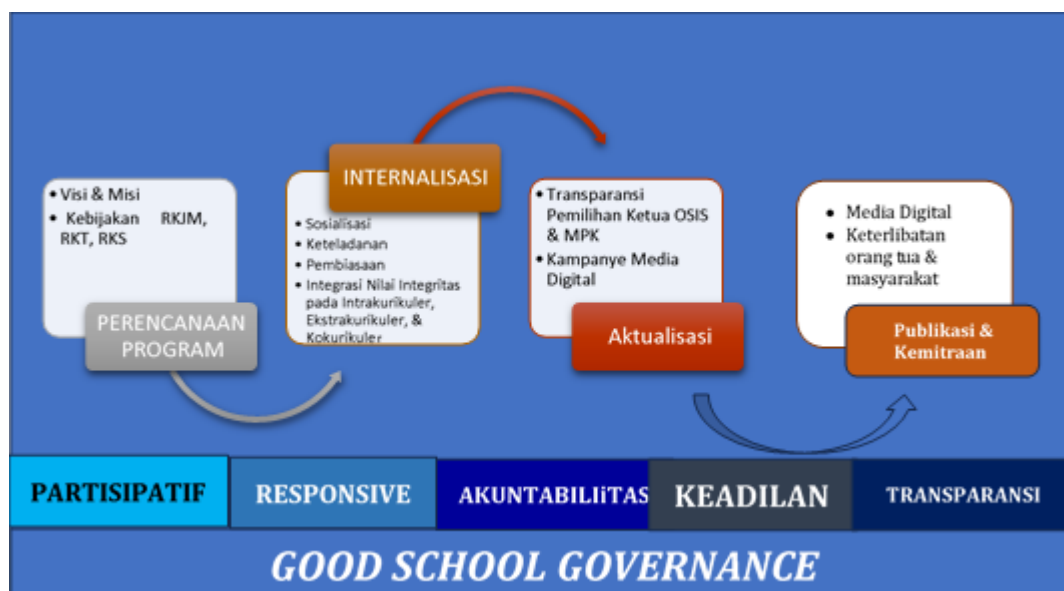 • Visi & Misi
• Kebijakan RKJM,
RKT, RKS
PERENCANAAN
PROGRAM
INTERNALISASI
• Sosialisasi
• Keteladanan
• Pembiasaan
• Integrasi Nilai Integritas
pada Intrakurikuler,
Ekstrakurikuler, &
Kokurikuler
• Transparansi
Pemilihan Ketua OSIS
& MPK
• Kampanye Media
Digital
Aktualisasi
• Media Digital
• Keterlibatan
orang tua &
masyarakat
Publikasi &
Kemitraan
PARTISIPATIF
RESPONSIVE
AKUNTABILIiTAS
KEADILAN
TRANSPARANSI
GOOD SCHOOL GOVERNANCE